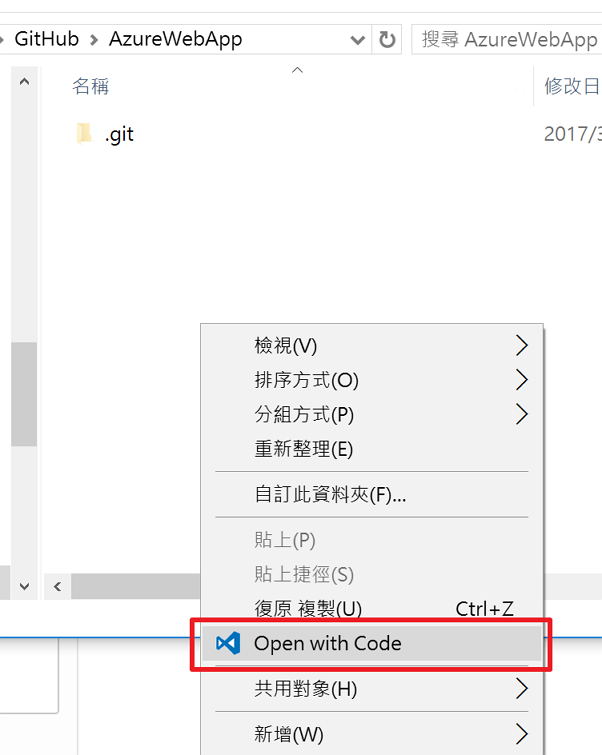 GitHub > AzureWebApp
搜尋 AzureWebApp
名稱
修改日
.git
2017/3
檢視(V)
排序方式(O)
分組方式(P)
重新整理(E)
自訂此資料夾(F)...
貼上(P)
貼上捷徑(S)
復原 複製(U) Ctrl+Z
Open with Code
共用對象(H)
新增(W)